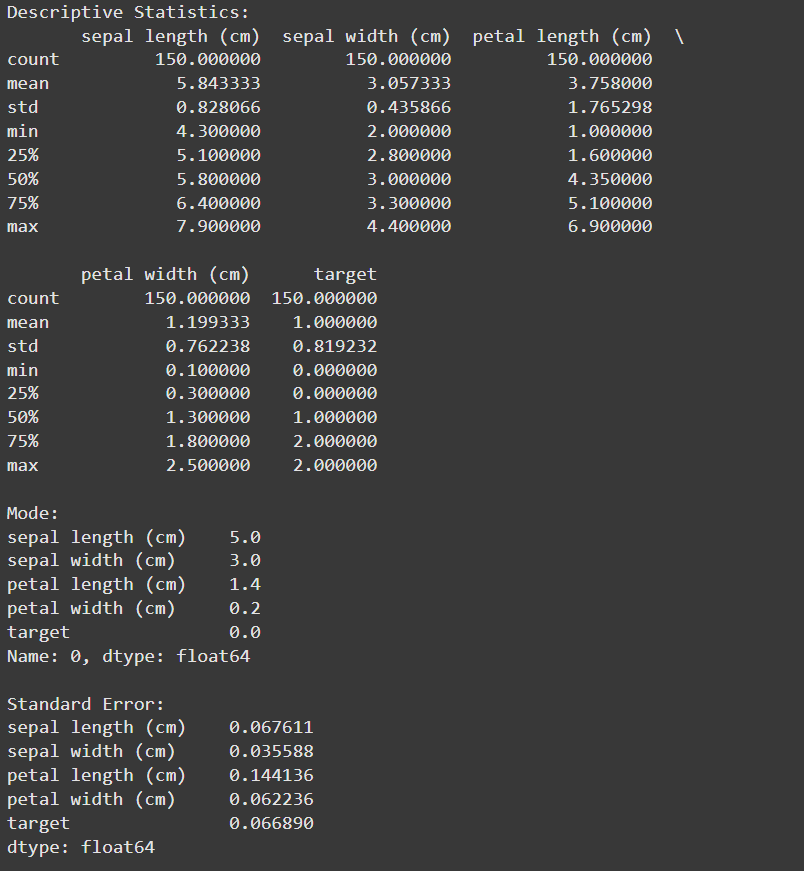 Descriptive Statistics:
       sepal length (cm)  sepal width (cm)  petal length (cm)  \
count         150.000000        150.000000         150.000000
mean            5.843333          3.057333           3.758000
std             0.828066          0.435866           1.765298
min             4.300000          2.000000           1.000000
25%             5.100000          2.800000           1.600000
50%             5.800000          3.000000           4.350000
75%             6.400000          3.300000           5.100000
max             7.900000          4.400000           6.900000

       petal width (cm)      target
count        150.000000  150.000000
mean           1.199333    1.000000
std            0.762238    0.819232
min            0.100000    0.000000
25%            0.300000    0.000000
50%            1.300000    1.000000
75%            1.800000    2.000000
max            2.500000    2.000000

Mode:
sepal length (cm)    5.0
sepal width (cm)     3.0
petal length (cm)    1.4
petal width (cm)     0.2
target               0.0
Name: 0, dtype: float64

Standard Error:
sepal length (cm)    0.067611
sepal width (cm)     0.035588
petal length (cm)    0.144136
petal width (cm)     0.062236
target               0.066890
dtype: float64